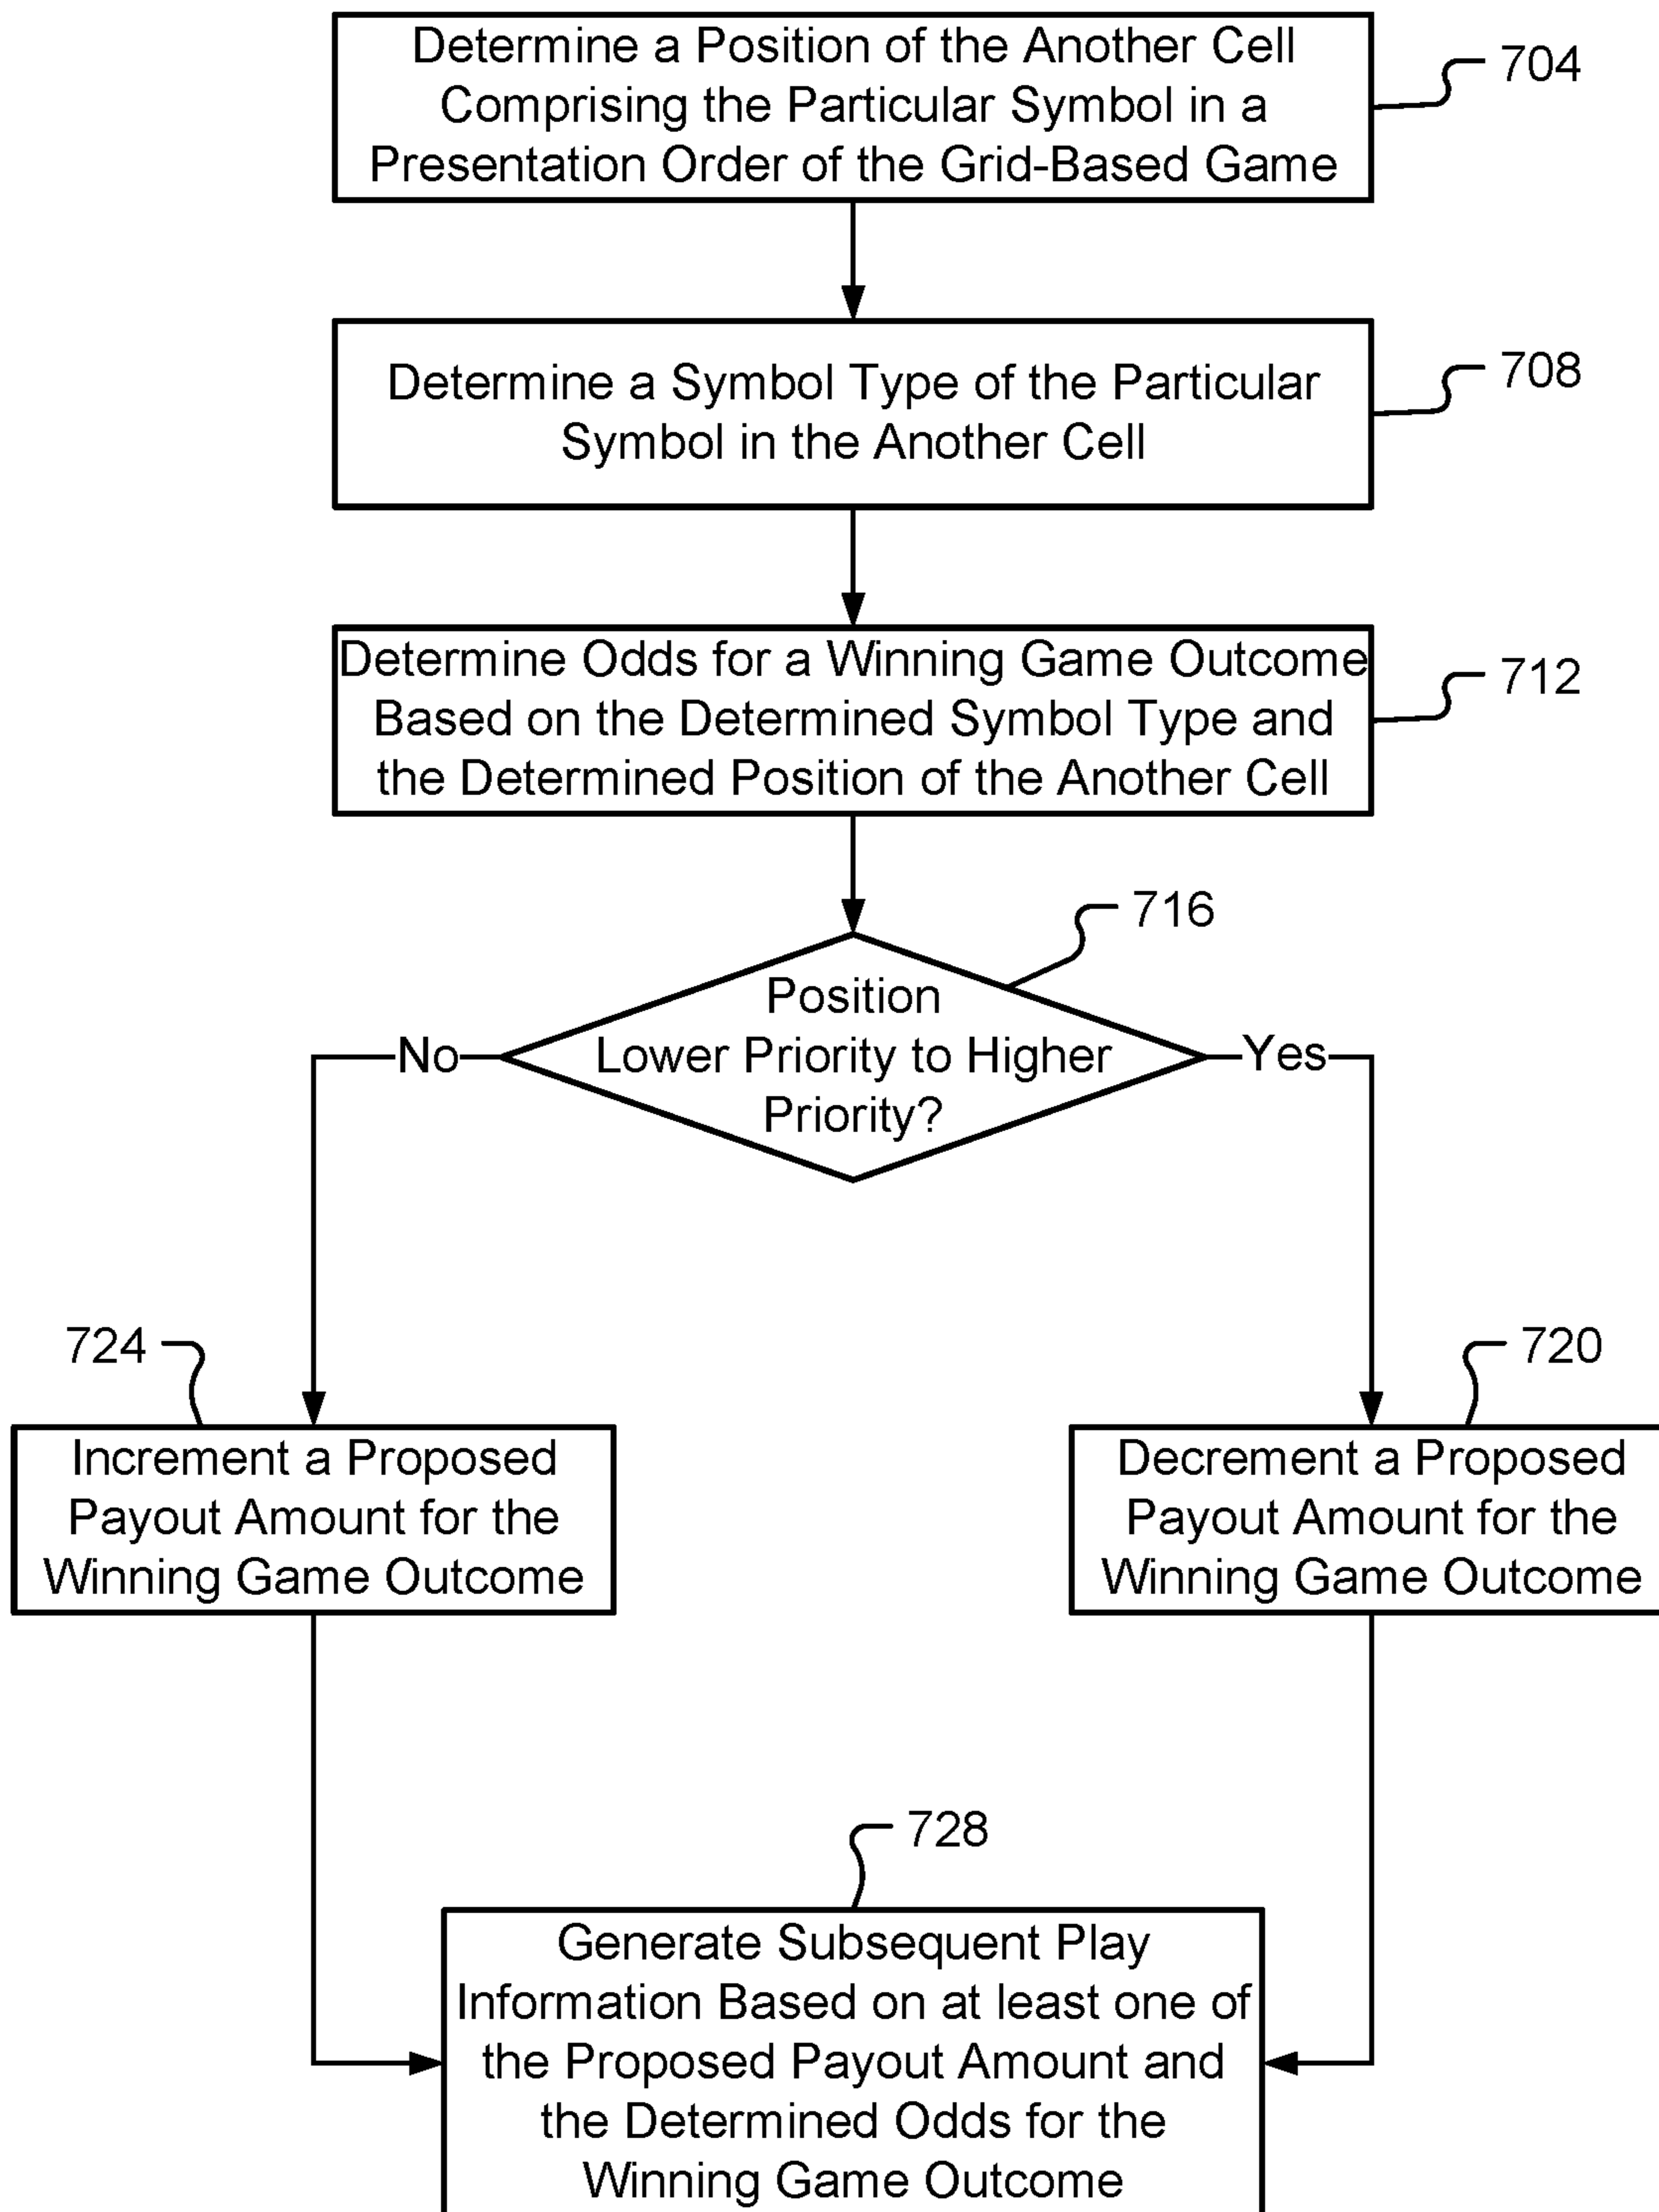 Determine a Position of the Another Cell
Comprising the Particular Symbol in a
Presentation Order of the Grid-Based Game
704
Determine a Symbol Type of the Particular
Symbol in the Another Cell
708
Determine Odds for a Winning Game Outcome
Based on the Determined Symbol Type and
the Determined Position of the Another Cell
712
716
Position
Lower Priority to Higher
Priority?
No
Yes
724
Increment a Proposed
Payout Amount for the
Winning Game Outcome
720
Decrement a Proposed
Payout Amount for the
Winning Game Outcome
728
Generate Subsequent Play
Information Based on at least one of
the Proposed Payout Amount and
the Determined Odds for the
Winning Game Outcome